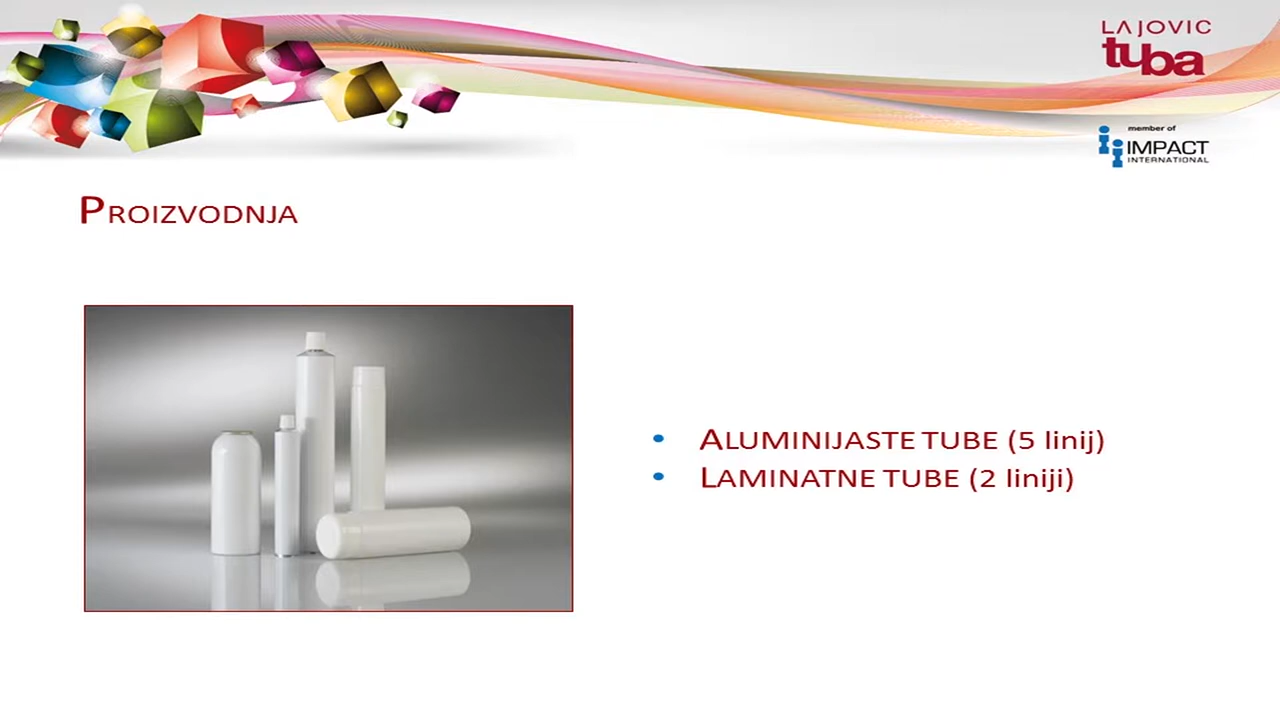 LAJOVIC
tuba
member of
IMPACT
INTERNATIONAL
PROIZVODNJA
• ALUMINIJASTE TUBE (5 linij)
• LAMINATNE TUBE (2 liniji)